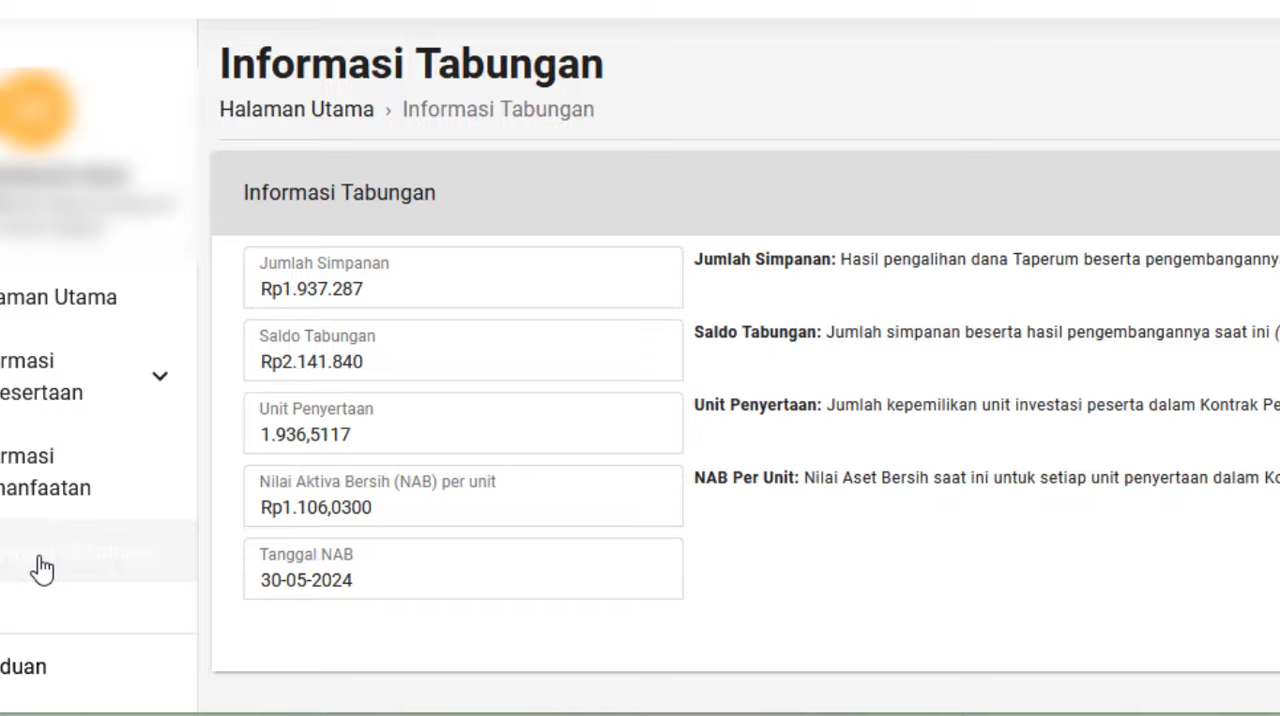 Informasi Tabungan
Halaman Utama › Informasi Tabungan
Informasi Tabungan
Jumlah Simpanan
Rp1.937.287
Jumlah Simpanan: Hasil pengalihan dana Taperum beserta pengembanganny
Saldo Tabungan
Rp2.141.840
Saldo Tabungan: Jumlah simpanan beserta hasil pengembangannya saat ini (
Unit Penyertaan
1.936,5117
Unit Penyertaan: Jumlah kepemilikan unit investasi peserta dalam Kontrak Pe
Nilai Aktiva Bersih (NAB) per unit
Rp1.106,0300
NAB Per Unit: Nilai Aset Bersih saat ini untuk setiap unit penyertaan dalam Ko
Tanggal NAB
30-05-2024
aman Utama
rmasi
esertaan
rmasi
nanfaatan
duan